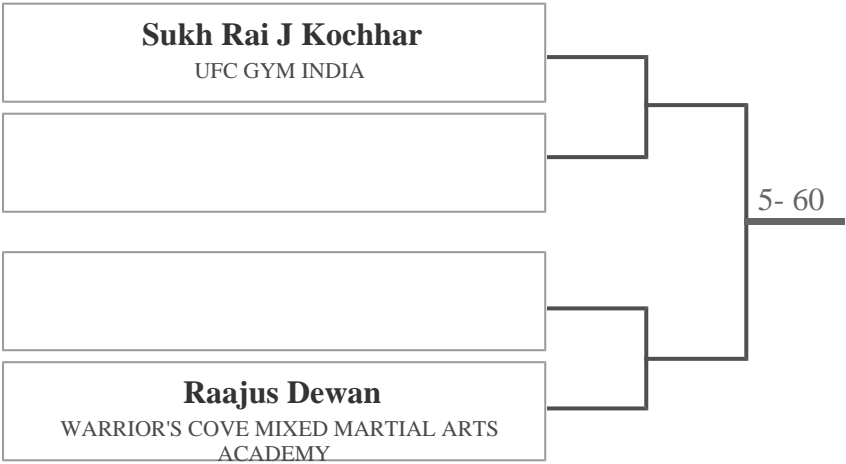 Sukh Rai J Kochhar
UFC GYM INDIA
5- 60
Raajus Dewan
WARRIOR'S COVE MIXED MARTIAL ARTS
ACADEMY